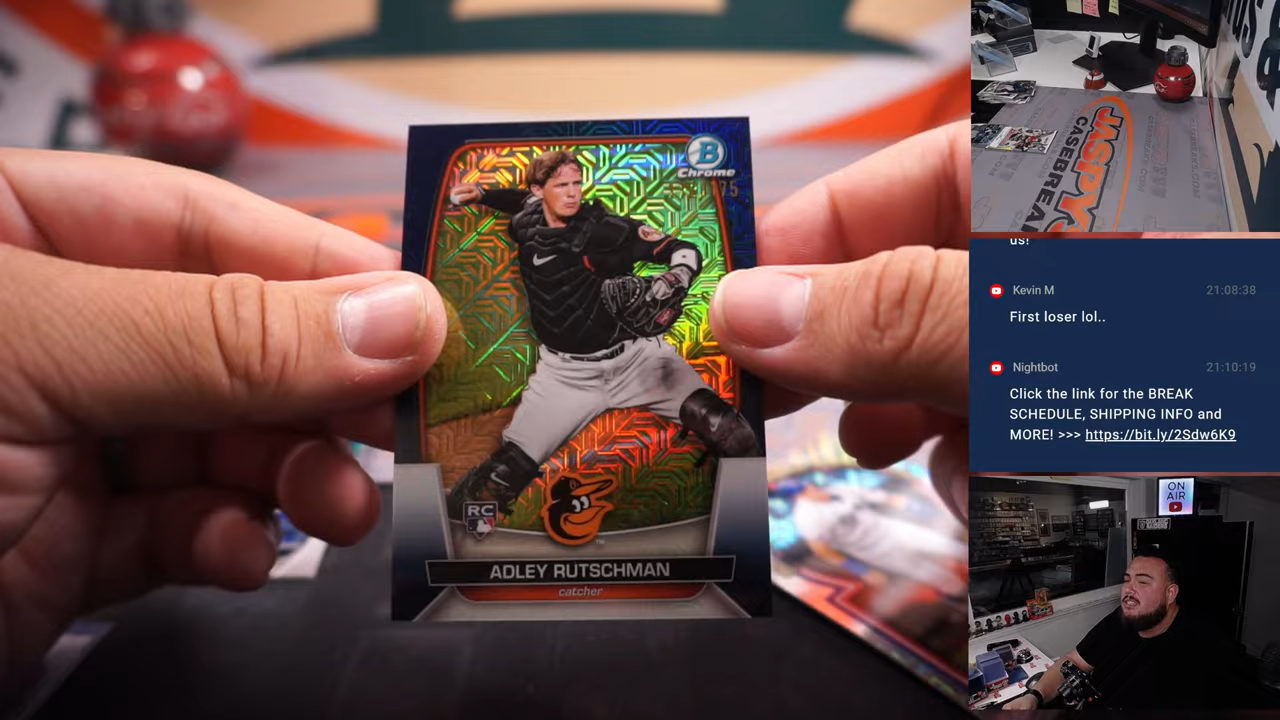 B
Chrome
RC
ADLEY RUTSCHMAN
catcher
JASPY'S
CASEBREAKS
us!
Kevin M 21:08:38
First loser lol..
Nightbot 21:10:19
Click the link for the BREAK
SCHEDULE, SHIPPING INFO and
MORE! >>> https://bit.ly/2Sdw6K9
ON
AIR